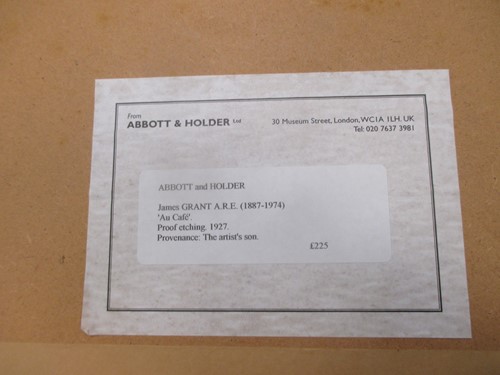 From
ABBOTT & HOLDER Ltd
30 Museum Street, London, WC1A 1LH. UK
Tel: 020 7637 3981
ABBOTT and HOLDER
James GRANT A.R.E. (1887-1974)
'Au Café'.
Proof etching. 1927.
Provenance: The artist's son.
£225